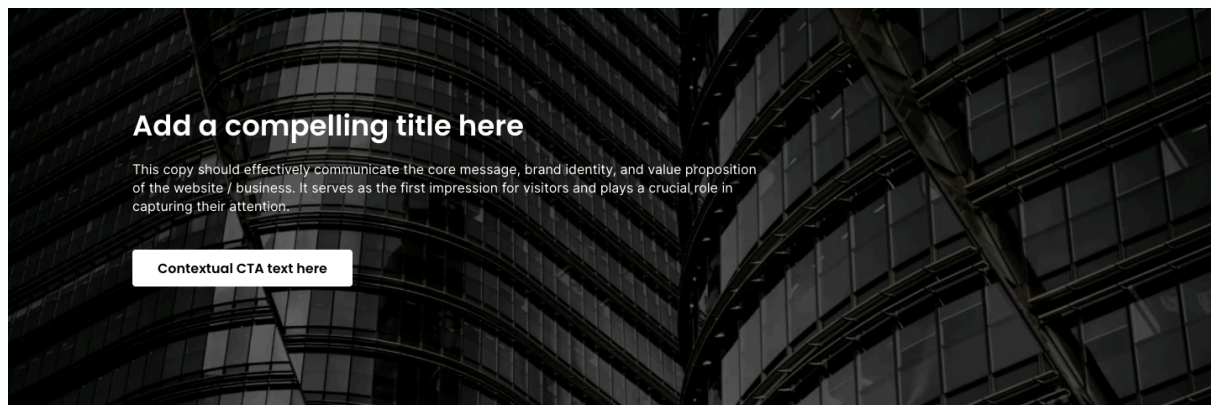 Add a compelling title here
This copy should effectively communicate the core message, brand identity, and value proposition
of the website / business. It serves as the first impression for visitors and plays a crucial role in
capturing their attention.
Contextual CTA text here